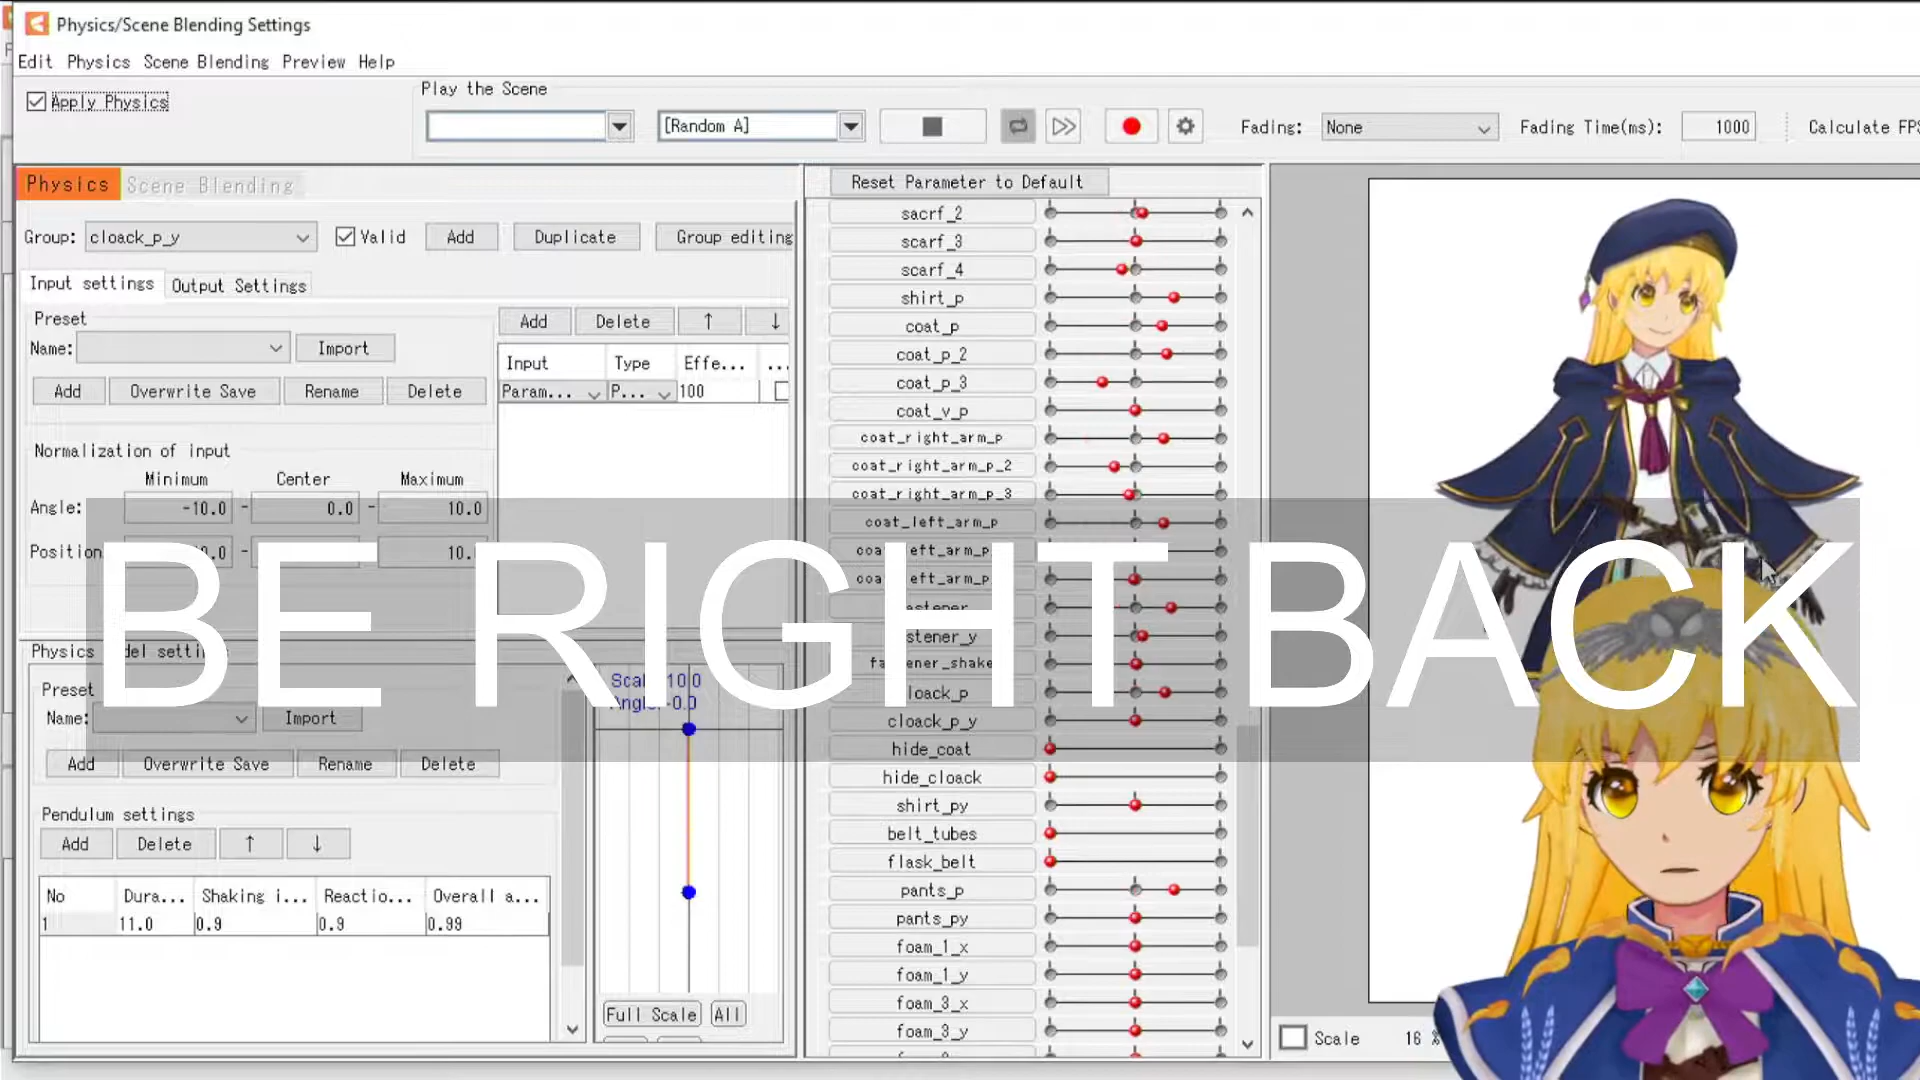 Physics/Scene Blending Settings
Edit Physics Scene Blending Preview Help
Apply Physics
Play the Scene
[Random A]
Fading: None
Fading Time(ms): 1000
Calculate FPS
Physics Scene Blending
Group: cloack_p_y Valid Add Duplicate Group editing
Input settings Output Settings
Preset
Name: Import
Add Overwrite Save Rename Delete
Normalization of input
Minimum Center Maximum
Angle: -10.0 - 0.0 - 10.0
Position
Add Delete ↑ ↓
Input Type Effe... ...
Param... P... 100
Physics
Preset
Name: Import
Add Overwrite Save Rename Delete
Pendulum settings
Add Delete ↑ ↓
No Dura... Shaking i... Reactio... Overall a...
1 11.0 0.9 0.9 0.99
Full Scale All
Reset Parameter to Default
sacrf_2
scarf_3
scarf_4
shirt_p
coat_p
coat_p_2
coat_p_3
coat_v_p
coat_right_arm_p
coat_right_arm_p_2
coat_right_arm_p_3
coat_left_arm_p
cloack_p_y
hide_coat
hide_cloack
shirt_py
belt_tubes
flask_belt
pants_p
pants_py
foam_1_x
foam_1_y
foam_3_x
foam_3_y
Scale 16 %
BE RIGHT BACK